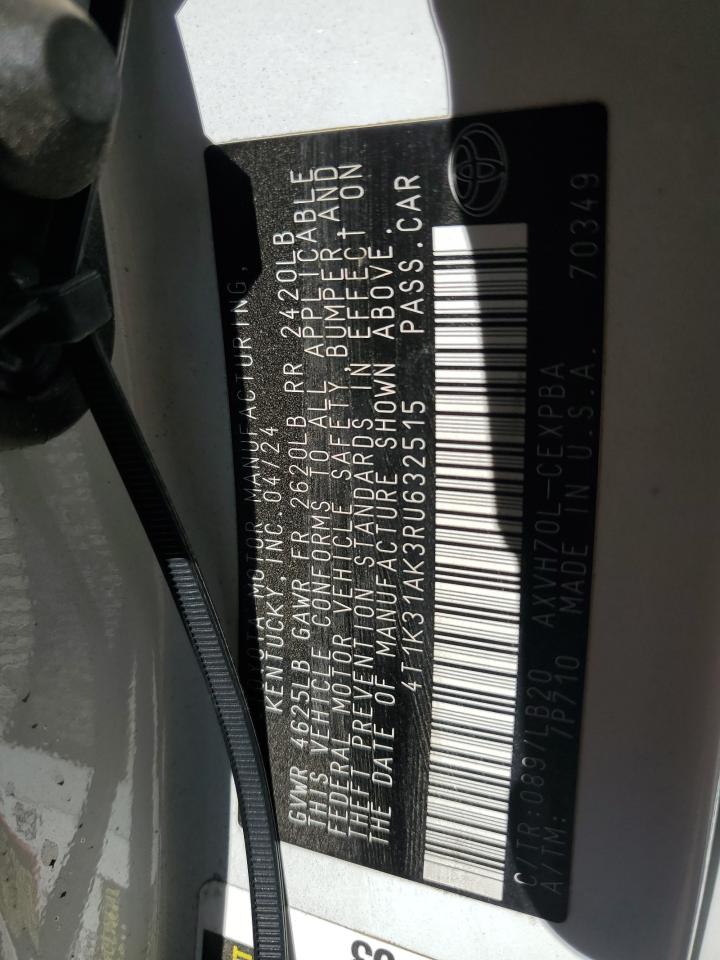 TOYOTA MOTOR MANUFACTURING,
KENTUCKY, INC. 04/24
GVWR 4625LB GAWR FR 2620LB RR 2420LB
THIS VEHICLE CONFORMS TO ALL APPLICABLE
FEDERAL MOTOR VEHICLE SAFETY, BUMPER, AND
THEFT PREVENTION STANDARDS IN EFFECT ON
THE DATE OF MANUFACTURE SHOWN ABOVE.
4T1K31AK3RU632515 PASS.CAR
C/TR:0897LB20 AXVH70L-CEXPBA 70349
A/TM: 7P710 MADE IN U.S.A.